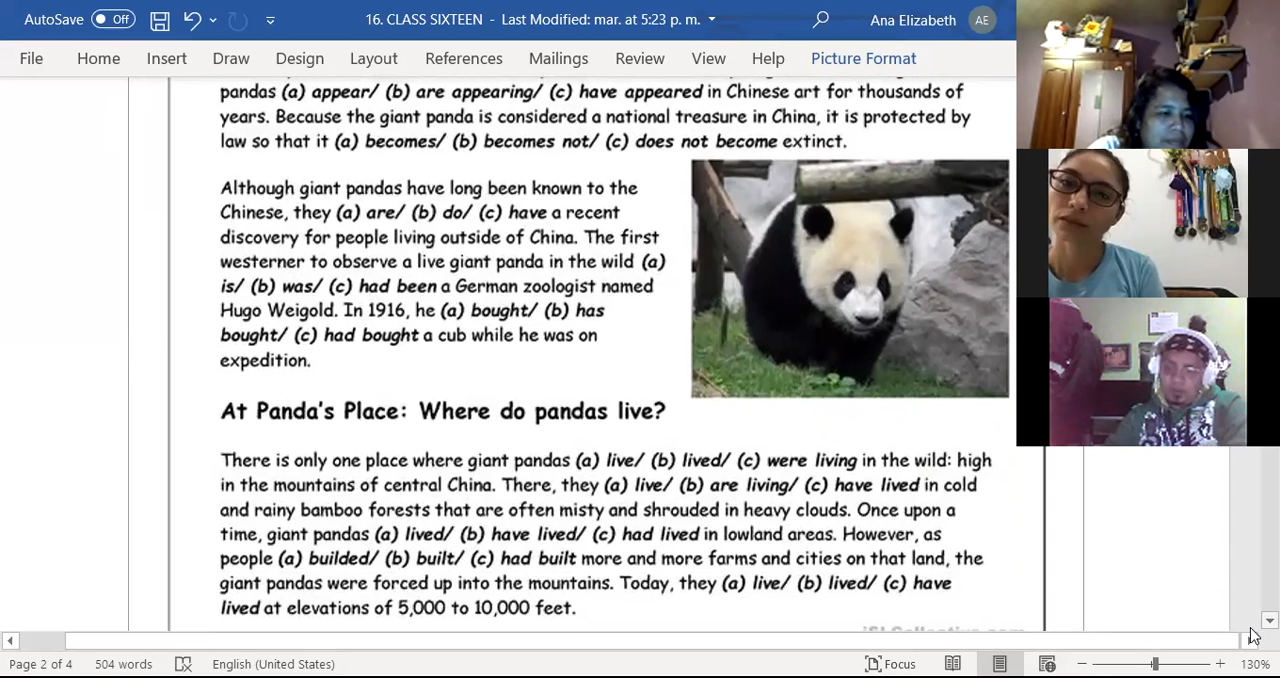 AutoSave Off 16. CLASS SIXTEEN - Last Modified: mar. at 5:23 p. m. Ana Elizabeth AE
File Home Insert Draw Design Layout References Mailings Review View Help Picture Format
pandas (a) appear/ (b) are appearing/ (c) have appeared in Chinese art for thousands of
years. Because the giant panda is considered a national treasure in China, it is protected by
law so that it (a) becomes/ (b) becomes not/ (c) does not become extinct.
Although giant pandas have long been known to the
Chinese, they (a) are/ (b) do/ (c) have a recent
discovery for people living outside of China. The first
westerner to observe a live giant panda in the wild (a)
is/ (b) was/ (c) had been a German zoologist named
Hugo Weigold. In 1916, he (a) bought/ (b) has
bought/ (c) had bought a cub while he was on
expedition.
At Panda's Place: Where do pandas live?
There is only one place where giant pandas (a) live/ (b) lived/ (c) were living in the wild: high
in the mountains of central China. There, they (a) live/ (b) are living/ (c) have lived in cold
and rainy bamboo forests that are often misty and shrouded in heavy clouds. Once upon a
time, giant pandas (a) lived/ (b) have lived/ (c) had lived in lowland areas. However, as
people (a) builded/ (b) built/ (c) had built more and more farms and cities on that land, the
giant pandas were forced up into the mountains. Today, they (a) live/ (b) lived/ (c) have
lived at elevations of 5,000 to 10,000 feet.
Page 2 of 4 504 words English (United States) Focus 130%